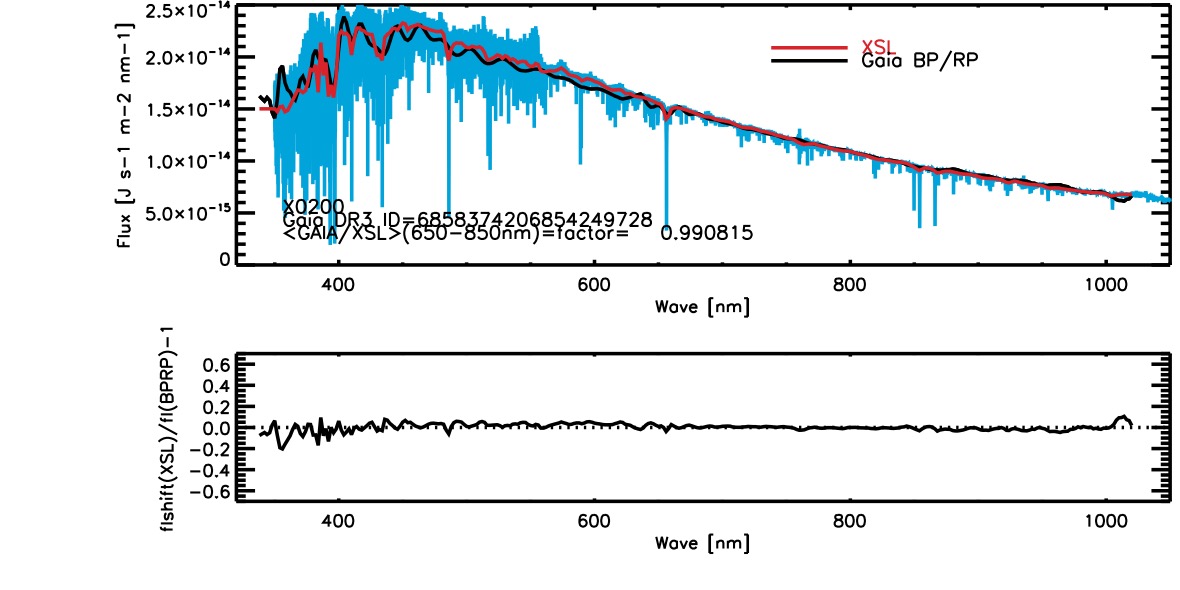 2.5×10−14
2.0×10−14
1.5×10−14
1.0×10−14
5.0×10−15
0
Flux [J s−1 m−2 nm−1]
XSL
Gaia BP/RP
X0200
Gaia DR3 ID=6858374206854249728
<GAIA/XSL>(650−850nm)=factor= 0.990815
400 600 800 1000
Wave [nm]
0.6
0.4
0.2
0.0
−0.2
−0.4
−0.6
flshift(XSL)/fl(BPRP)−1
400 600 800 1000
Wave [nm]